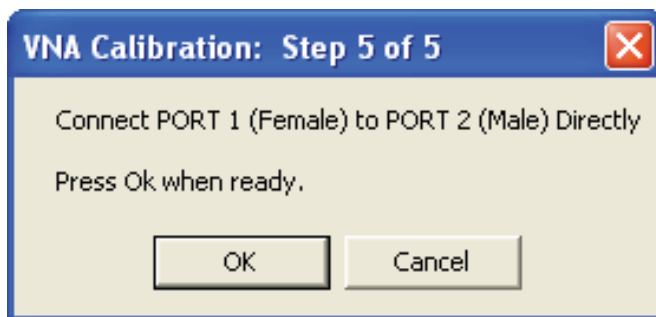 VNA Calibration: Step 5 of 5
Connect PORT 1 (Female) to PORT 2 (Male) Directly
Press Ok when ready.
OK
Cancel